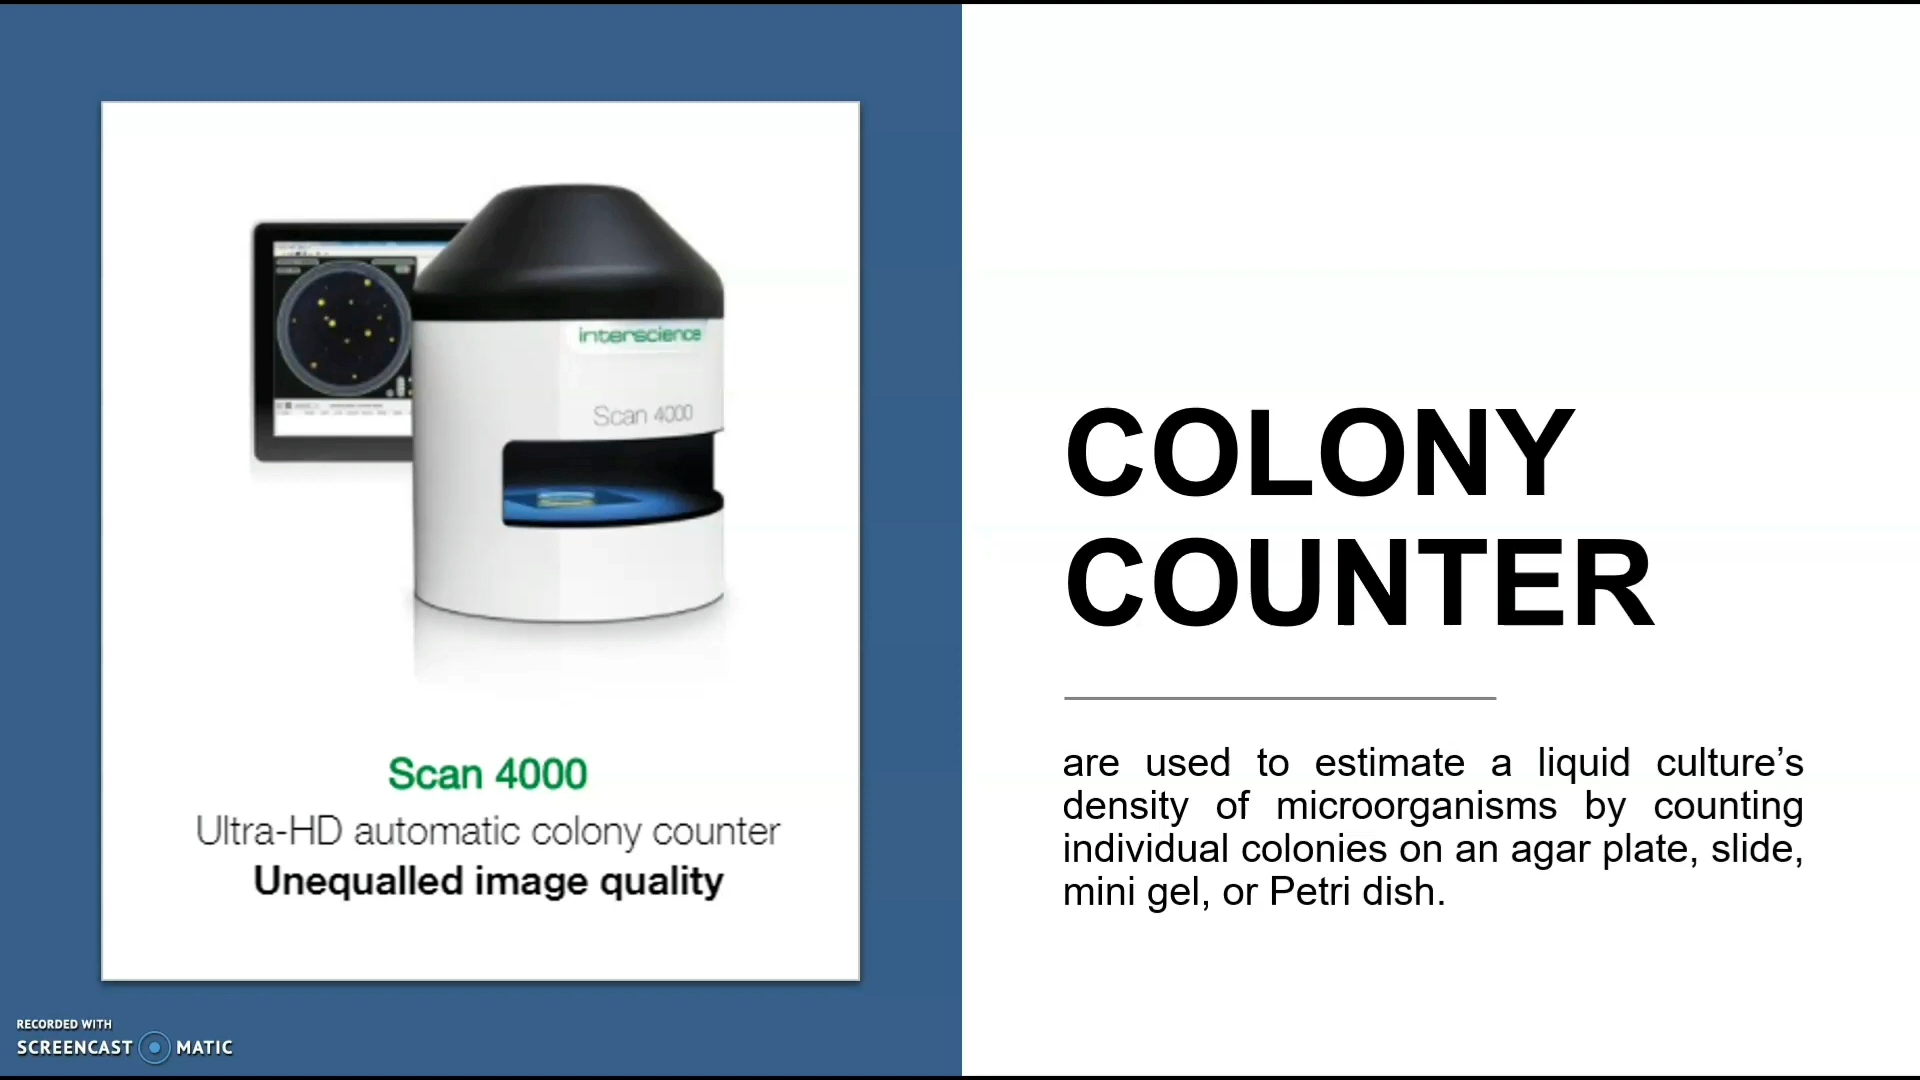 interscience
Scan 4000
Scan 4000
Ultra-HD automatic colony counter
Unequalled image quality
COLONY
COUNTER
are used to estimate a liquid culture’s
density of microorganisms by counting
individual colonies on an agar plate, slide,
mini gel, or Petri dish.
RECORDED WITH
SCREENCAST MATIC